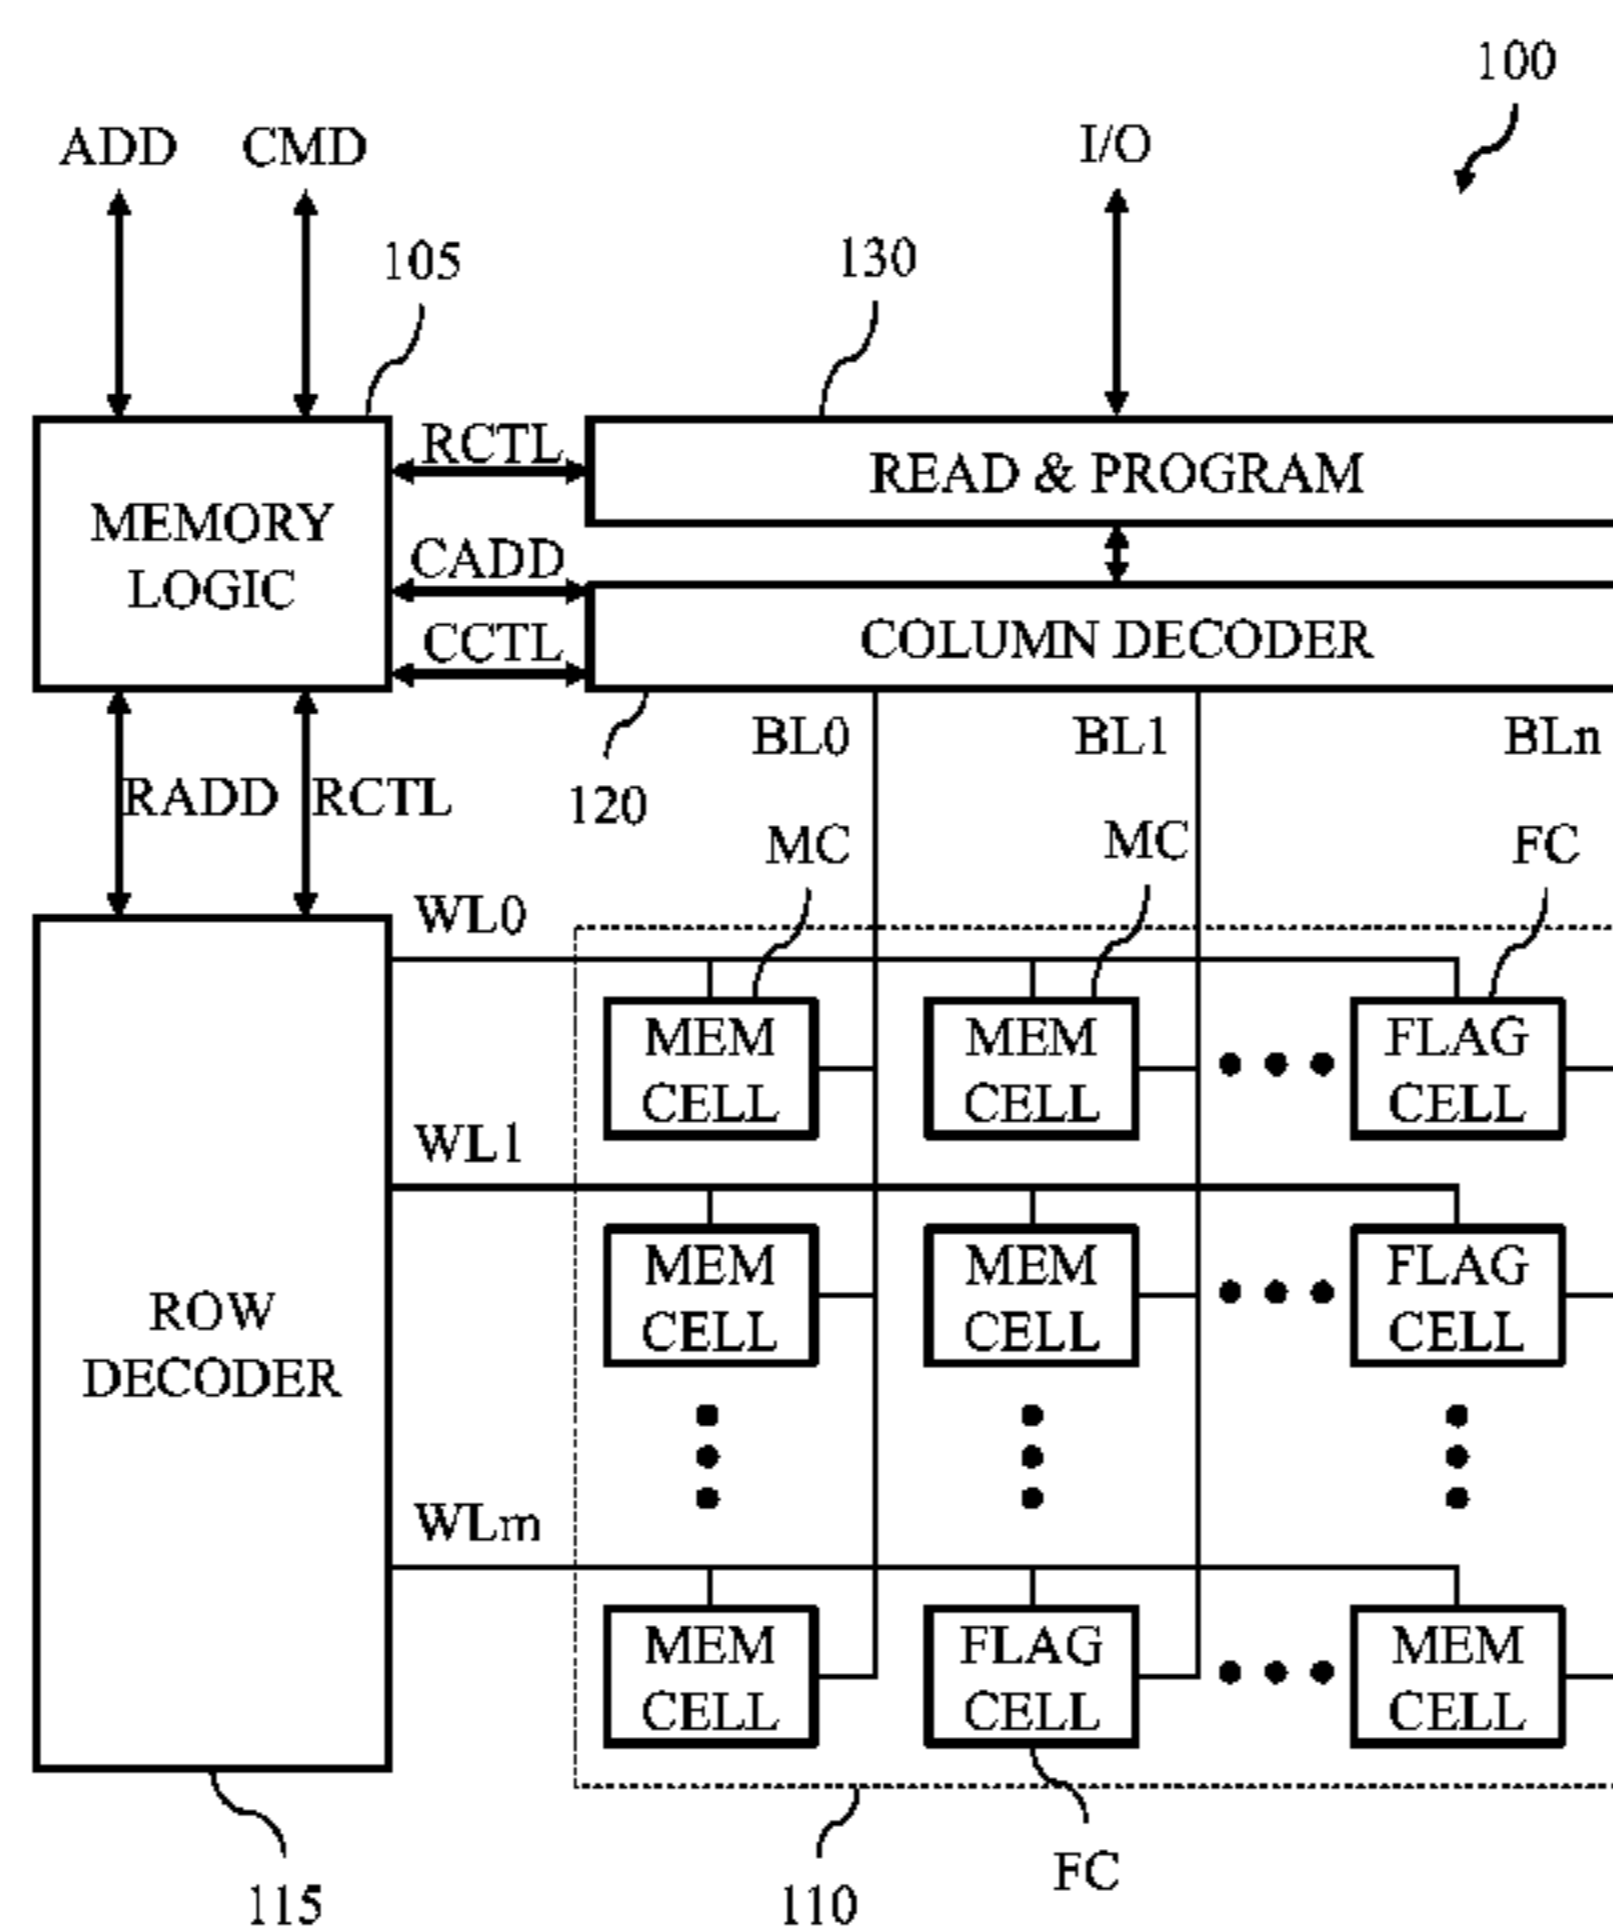 100
ADD CMD I/O
105 130
RCTL
READ & PROGRAM
MEMORY
LOGIC
CADD
CCTL
COLUMN DECODER
BL0 BL1 BLn
RADD RCTL
120
MC MC FC
WL0
MEM MEM FLAG
CELL CELL CELL
WL1
MEM MEM FLAG
CELL CELL CELL
ROW
DECODER
WLm
MEM FLAG MEM
CELL CELL CELL
FC
115 110